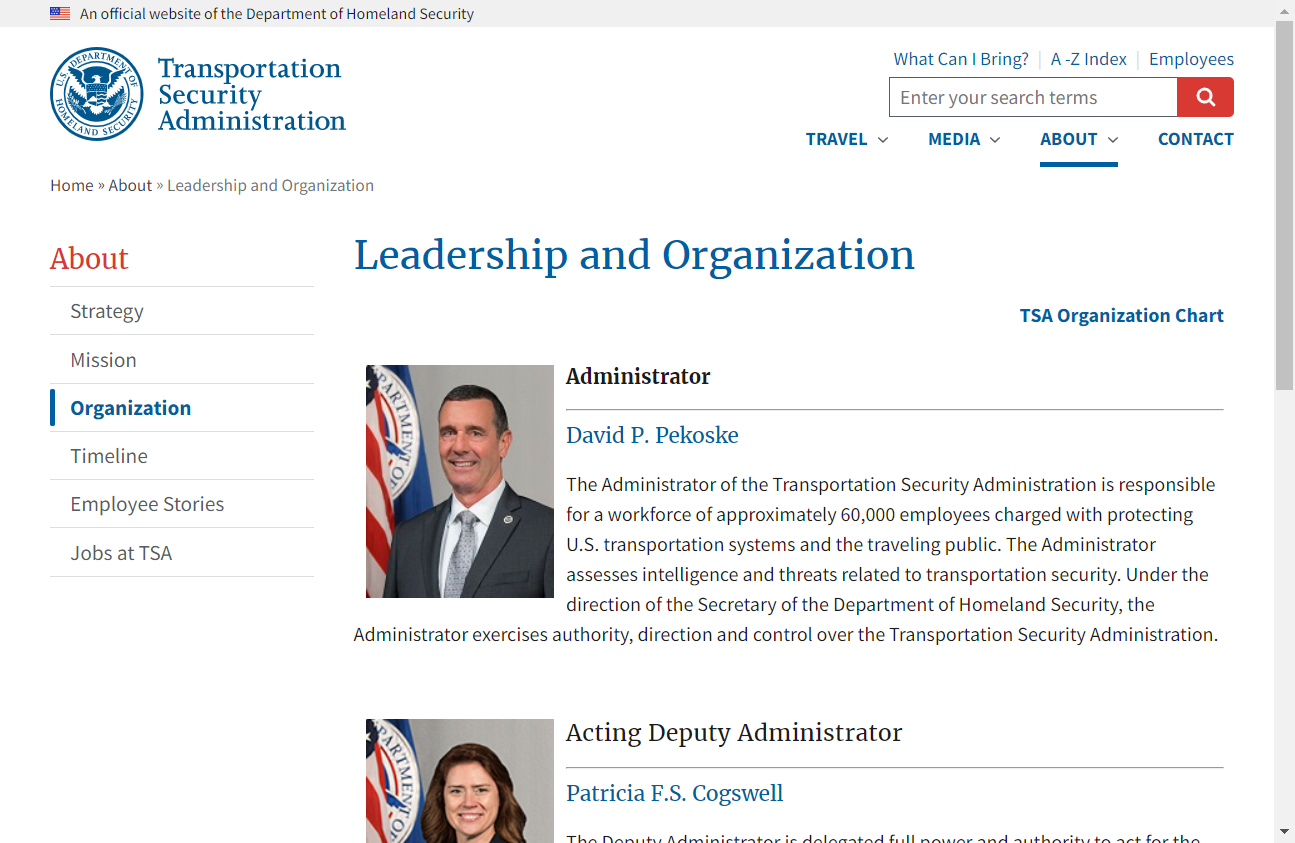 An official website of the Department of Homeland Security
U.S. DEPARTMENT OF HOMELAND SECURITY
Transportation
Security
Administration
What Can I Bring?
A -Z Index
Employees
Enter your search terms
TRAVEL
MEDIA
ABOUT
CONTACT
Home » About » Leadership and Organization
About
Strategy
Mission
Organization
Timeline
Employee Stories
Jobs at TSA
Leadership and Organization
TSA Organization Chart
PARTMENT OF
Administrator
David P. Pekoske
The Administrator of the Transportation Security Administration is responsible
for a workforce of approximately 60,000 employees charged with protecting
U.S. transportation systems and the traveling public. The Administrator
assesses intelligence and threats related to transportation security. Under the
direction of the Secretary of the Department of Homeland Security, the
Administrator exercises authority, direction and control over the Transportation Security Administration.
PARTMEN
Acting Deputy Administrator
Patricia F.S. Cogswell
The Deputy Administrator is delegated full power and authority to act for the